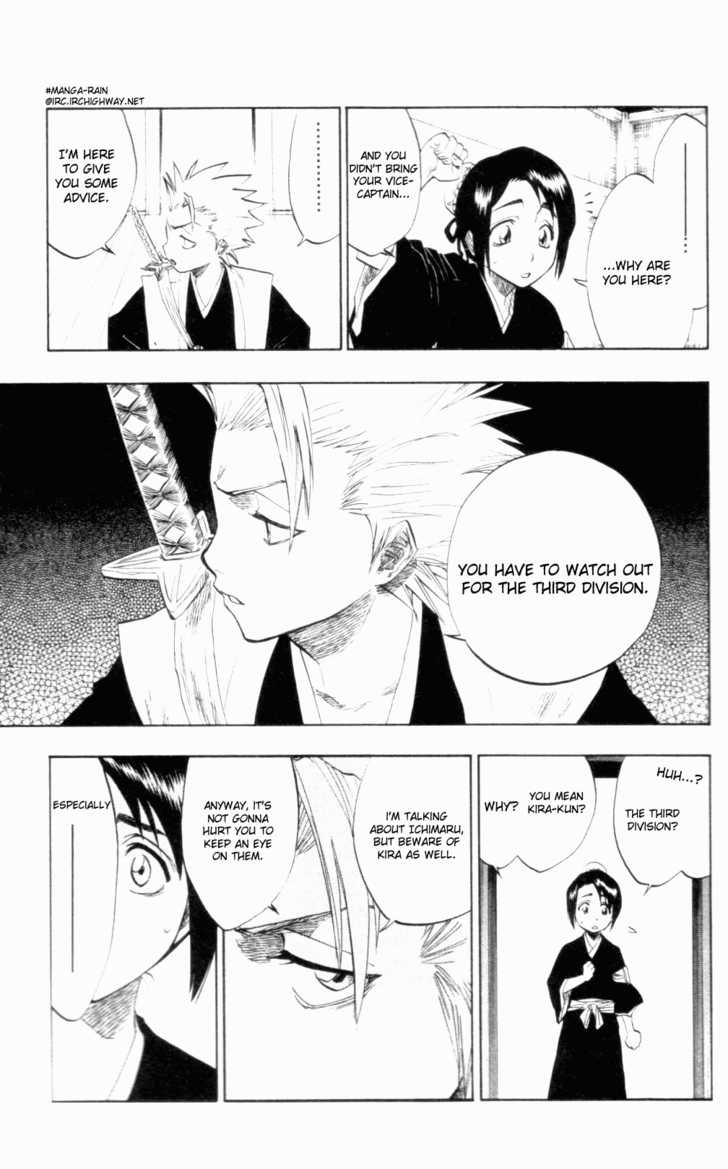 #MANGA-RAIN
@IRC.IRCHIGHWAY.NET
...WHY ARE
YOU HERE?
AND YOU
DIDN'T BRING
YOUR VICE-
CAPTAIN...
I'M HERE
TO GIVE
YOU SOME
ADVICE.
YOU HAVE TO WATCH OUT
FOR THE THIRD DIVISION.
HUH...?
THE THIRD
DIVISION?
YOU MEAN
KIRA-KUN?
WHY?
I'M TALKING
ABOUT ICHIMARU,
BUT BEWARE OF
KIRA AS WELL.
ANYWAY, IT'S
NOT GONNA
HURT YOU TO
KEEP AN EYE
ON THEM.
ESPECIALLY